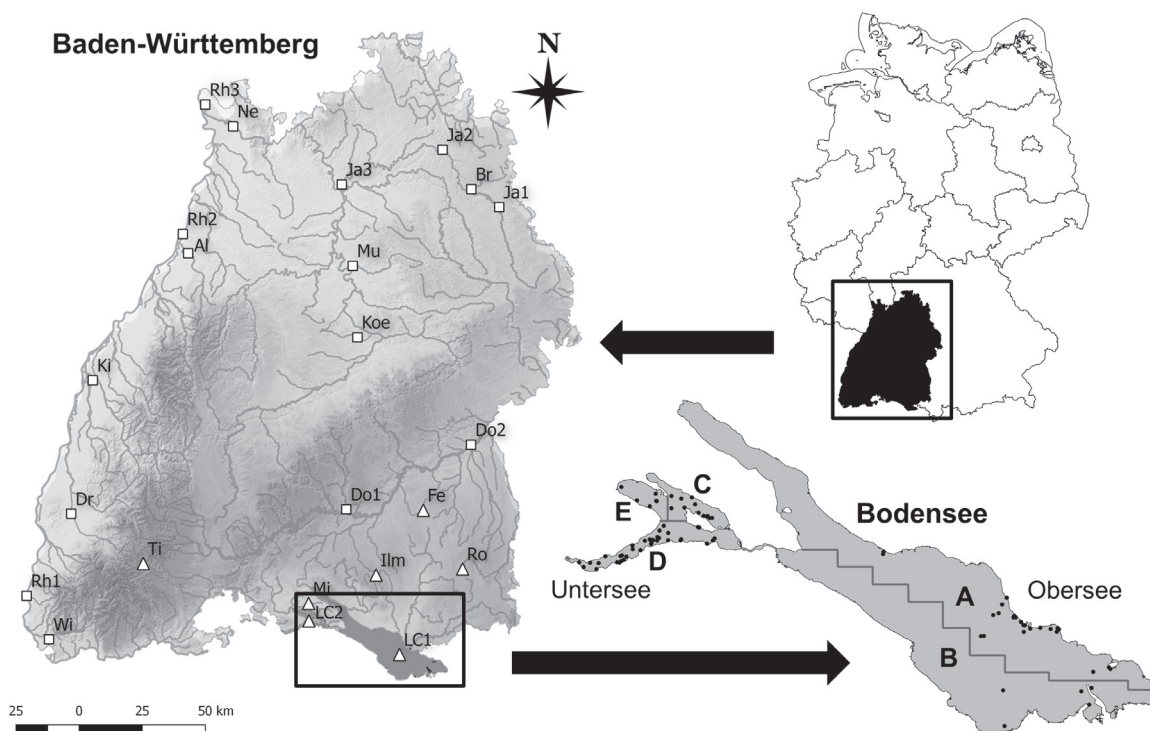 Baden-Württemberg
N
Rh3
Ne
Ja2
Ja3
Br
Ja1
Rh2
Al
Mu
Koe
Ki
Do2
Dr
Do1
Fe
Ti
Ilm
Ro
Rh1
Mi
LC2
Wi
LC1
25 0 25 50 km
C
E
D
Untersee
Bodensee
A
Obersee
B